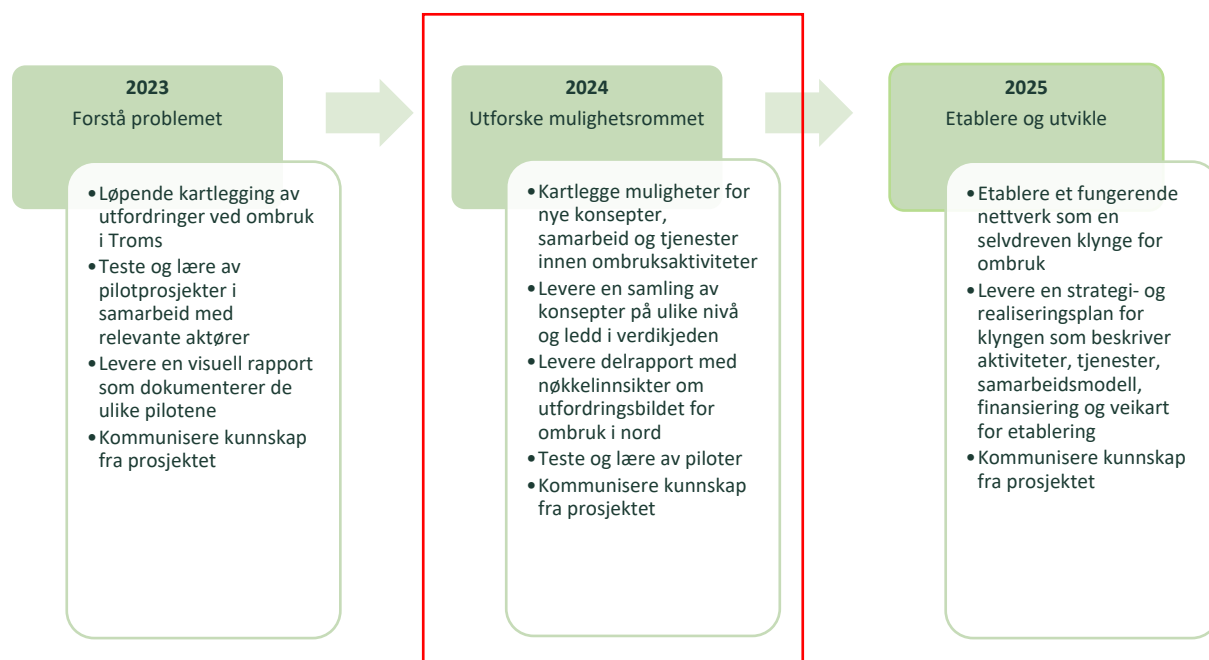 2023
Forstå problemet
•Løpende kartlegging av
utfordringer ved ombruk
i Troms
•Teste og lære av
pilotprosjekter i
samarbeid med
relevante aktører
•Levere en visuell rapport
som dokumenterer de
ulike pilotene
•Kommunisere kunnskap
fra prosjektet
2024
Utforske mulighetsrommet
•Kartlegge muligheter for
nye konsepter,
samarbeid og tjenester
innen ombruksaktiviteter
•Levere en samling av
konsepter på ulike nivå
og ledd i verdikjeden
•Levere delrapport med
nøkkelinnsikter om
utfordringsbildet for
ombruk i nord
•Teste og lære av piloter
•Kommunisere kunnskap
fra prosjektet
2025
Etablere og utvikle
•Etablere et fungerende
nettverk som en
selvdreven klynge for
ombruk
•Levere en strategi- og
realiseringsplan for
klyngen som beskriver
aktiviteter, tjenester,
samarbeidsmodell,
finansiering og veikart
for etablering
•Kommunisere kunnskap
fra prosjektet